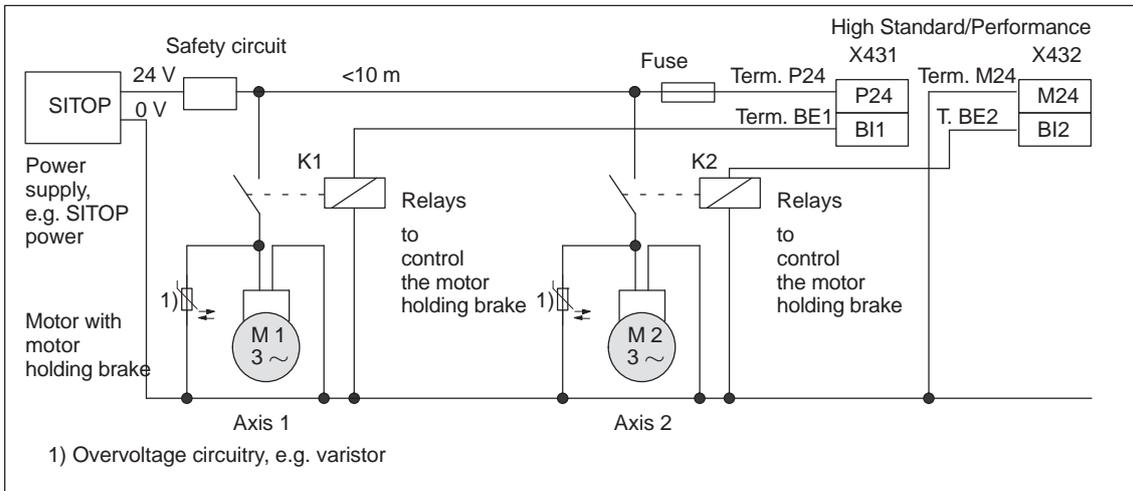 High Standard/Performance
Safety circuit
X431
X432
24 V
<10 m
Fuse
Term. P24
Term. M24
SITOP
P24
M24
0 V
Term. BE1
T. BE2
BI1
BI2
K1
K2
Power
supply,
e.g. SITOP
power
Relays
to
control
the motor
holding brake
Relays
to
control
the motor
holding brake
1)
1)
Motor with
motor
holding brake
M 1
3 ~
M 2
3 ~
Axis 1
Axis 2
1) Overvoltage circuitry, e.g. varistor